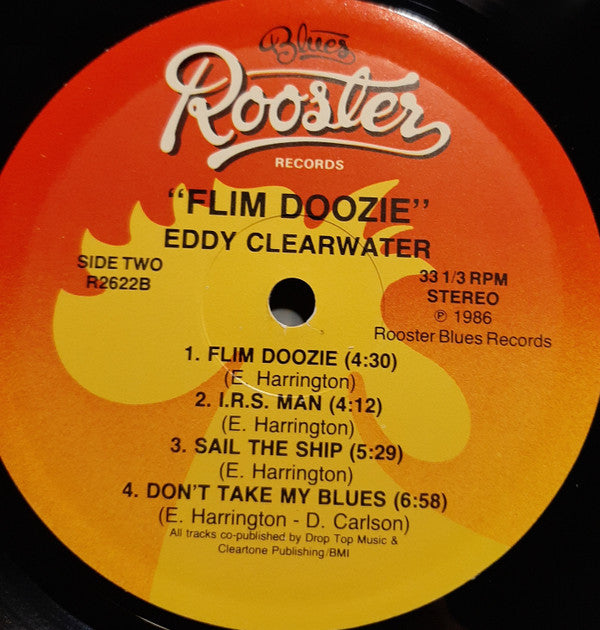 Blues
Rooster
RECORDS
"FLIM DOOZIE"
EDDY CLEARWATER
SIDE TWO
R2622B
33 1/3 RPM
STEREO
℗ 1986
Rooster Blues Records
1. FLIM DOOZIE (4:30)
(E. Harrington)
2. I.R.S. MAN (4:12)
(E. Harrington)
3. SAIL THE SHIP (5:29)
(E. Harrington)
4. DON'T TAKE MY BLUES (6:58)
(E. Harrington - D. Carlson)
All tracks co-published by Drop Top Music &
Cleartone Publishing/BMI